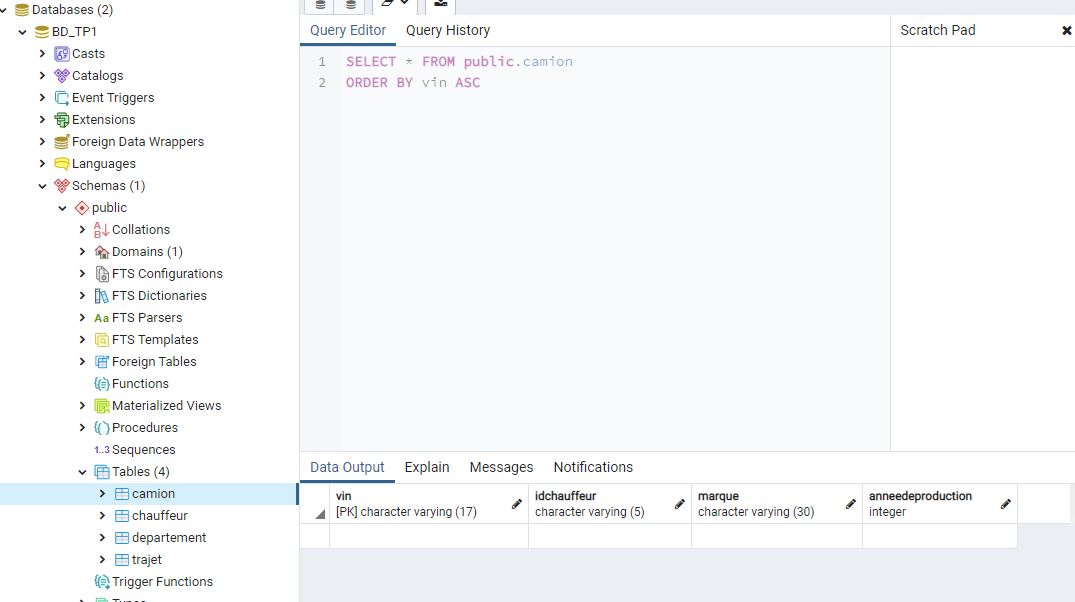 Databases (2)
BD_TP1
Casts
Catalogs
Event Triggers
Extensions
Foreign Data Wrappers
Languages
Schemas (1)
public
Collations
Domains (1)
FTS Configurations
FTS Dictionaries
Aa FTS Parsers
FTS Templates
Foreign Tables
Functions
Materialized Views
Procedures
1..3 Sequences
Tables (4)
camion
chauffeur
departement
trajet
Trigger Functions
Query Editor Query History
1 SELECT * FROM public.camion
2 ORDER BY vin ASC
Scratch Pad
Data Output Explain Messages Notifications
vin idchauffeur marque anneedeproduction
[PK] character varying (17) character varying (5) character varying (30) integer